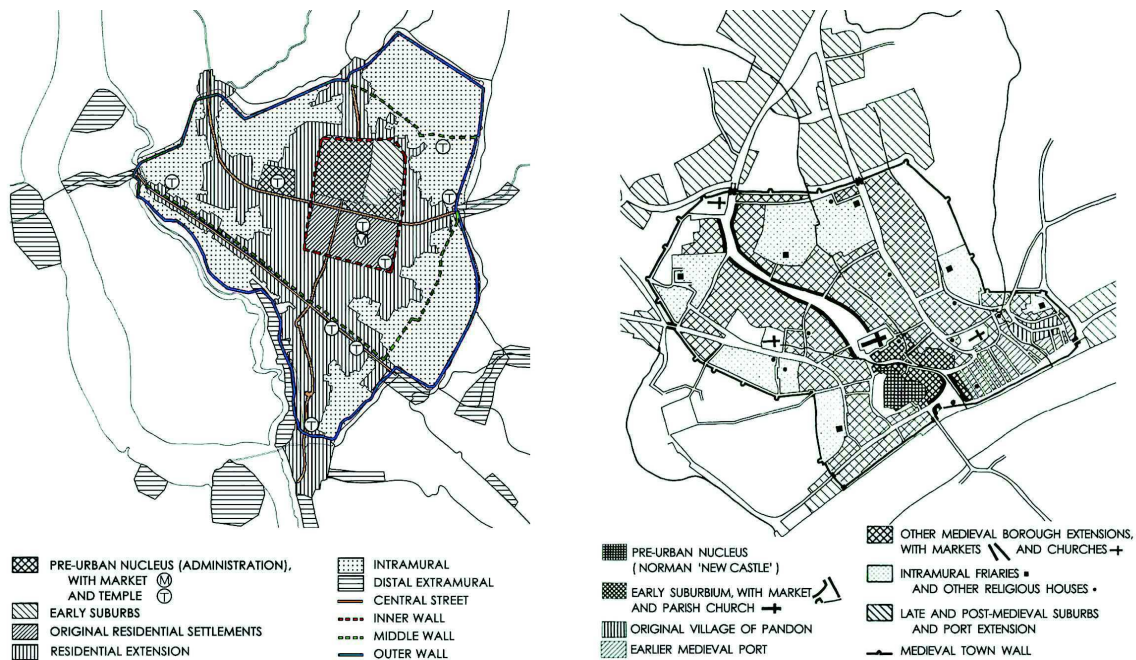 PRE-URBAN NUCLEUS (ADMINISTRATION),
WITH MARKET M
AND TEMPLE T
EARLY SUBURBS
ORIGINAL RESIDENTIAL SETTLEMENTS
RESIDENTIAL EXTENSION
INTRAMURAL
DISTAL EXTRAMURAL
CENTRAL STREET
INNER WALL
MIDDLE WALL
OUTER WALL
T
T
T
T
T
M
T
T
T
T
PRE-URBAN NUCLEUS
(NORMAN 'NEW CASTLE')
EARLY SUBURBIUM, WITH MARKET
AND PARISH CHURCH
ORIGINAL VILLAGE OF PANDON
EARLIER MEDIEVAL PORT
OTHER MEDIEVAL BOROUGH EXTENSIONS,
WITH MARKETS AND CHURCHES
INTRAMURAL FRIARIES
AND OTHER RELIGIOUS HOUSES
LATE AND POST-MEDIEVAL SUBURBS
AND PORT EXTENSION
MEDIEVAL TOWN WALL